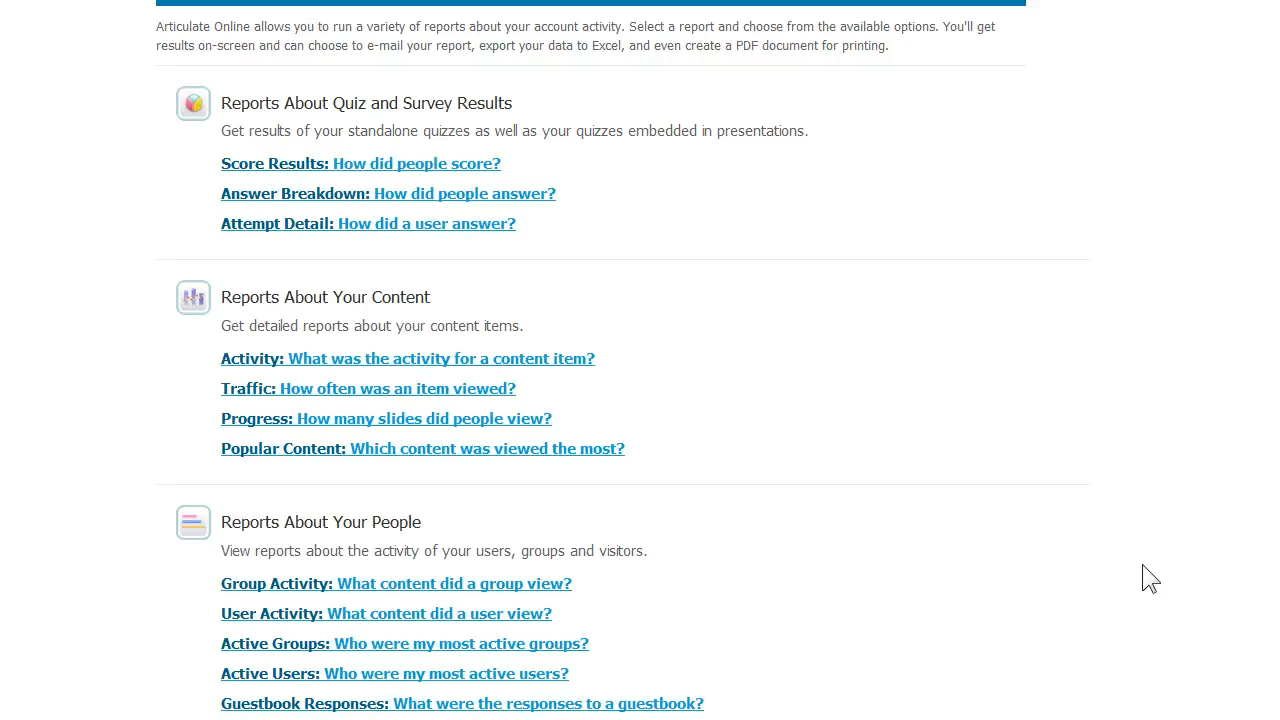 Articulate Online allows you to run a variety of reports about your account activity. Select a report and choose from the available options. You'll get
results on-screen and can choose to e-mail your report, export your data to Excel, and even create a PDF document for printing.
Reports About Quiz and Survey Results
Get results of your standalone quizzes as well as your quizzes embedded in presentations.
Score Results: How did people score?
Answer Breakdown: How did people answer?
Attempt Detail: How did a user answer?
Reports About Your Content
Get detailed reports about your content items.
Activity: What was the activity for a content item?
Traffic: How often was an item viewed?
Progress: How many slides did people view?
Popular Content: Which content was viewed the most?
Reports About Your People
View reports about the activity of your users, groups and visitors.
Group Activity: What content did a group view?
User Activity: What content did a user view?
Active Groups: Who were my most active groups?
Active Users: Who were my most active users?
Guestbook Responses: What were the responses to a guestbook?